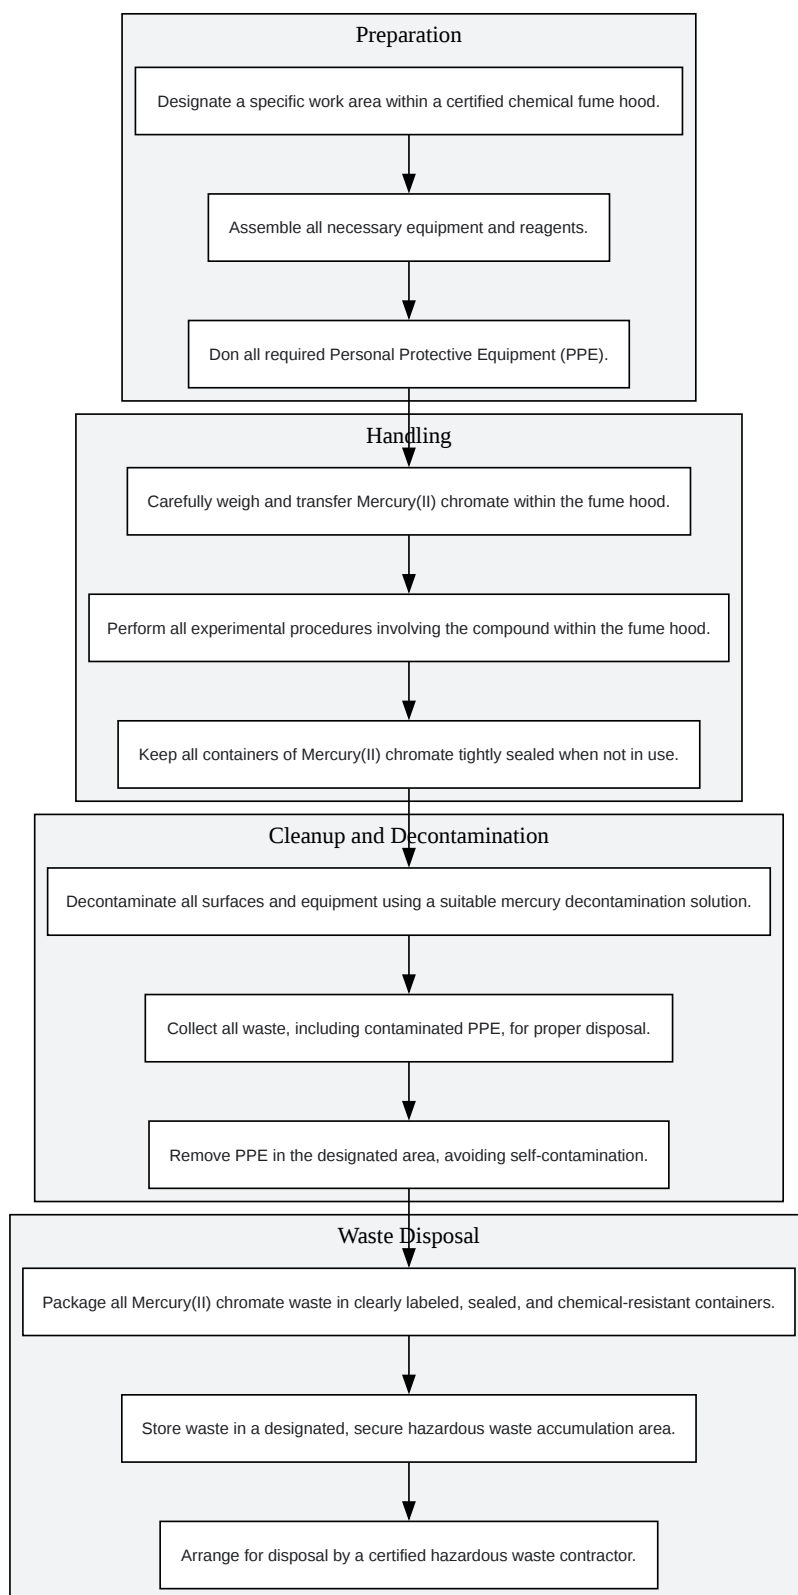 Preparation
Designate a specific work area within a certified chemical fume hood.
Assemble all necessary equipment and reagents.
Don all required Personal Protective Equipment (PPE).
Handling
Carefully weigh and transfer Mercury(II) chromate within the fume hood.
Perform all experimental procedures involving the compound within the fume hood.
Keep all containers of Mercury(II) chromate tightly sealed when not in use.
Cleanup and Decontamination
Decontaminate all surfaces and equipment using a suitable mercury decontamination solution.
Collect all waste, including contaminated PPE, for proper disposal.
Remove PPE in the designated area, avoiding self-contamination.
Waste Disposal
Package all Mercury(II) chromate waste in clearly labeled, sealed, and chemical-resistant containers.
Store waste in a designated, secure hazardous waste accumulation area.
Arrange for disposal by a certified hazardous waste contractor.